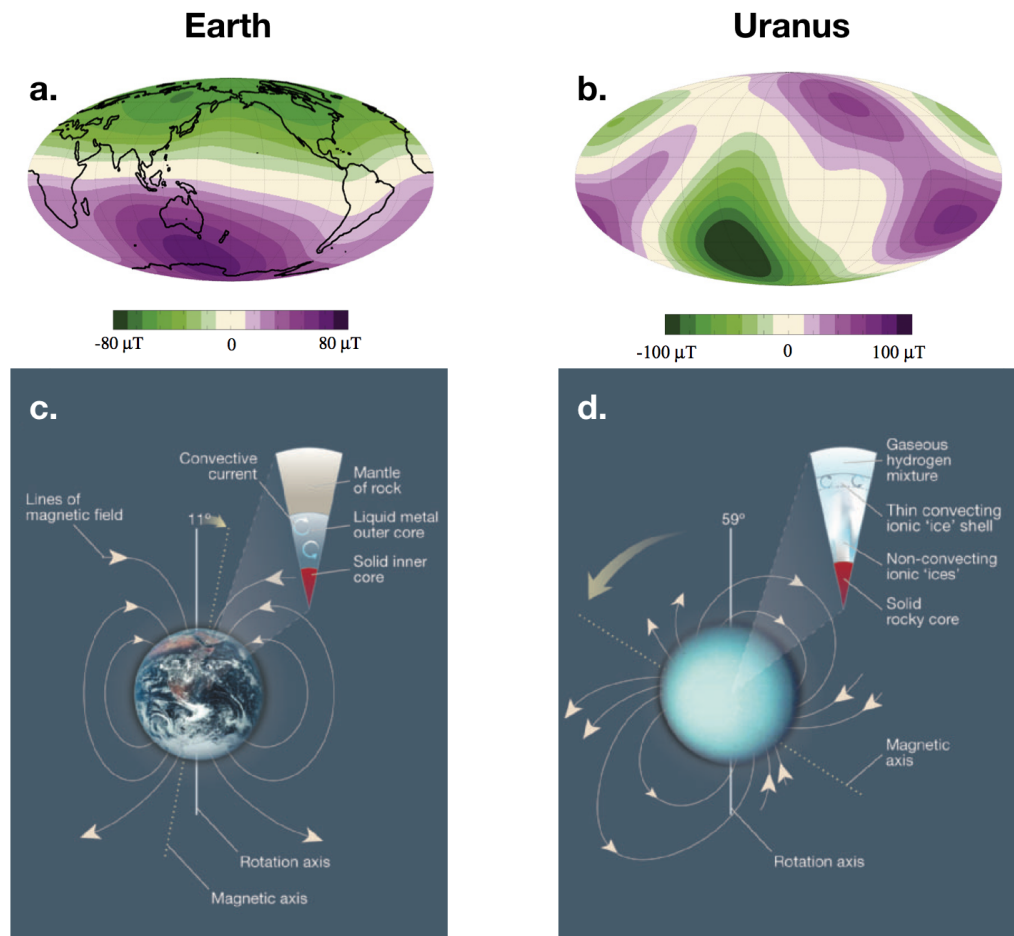 Earth
Uranus
a.
b.
-80 μT
0
80 μT
-100 μT
0
100 μT
c.
Convective
current
Mantle
of rock
Lines of
magnetic field
11º
Liquid metal
outer core
Solid inner
core
Rotation axis
Magnetic axis
d.
Gaseous
hydrogen
mixture
59º
Thin convecting
ionic 'ice' shell
Non-convecting
ionic 'ices'
Solid
rocky core
Magnetic
axis
Rotation axis